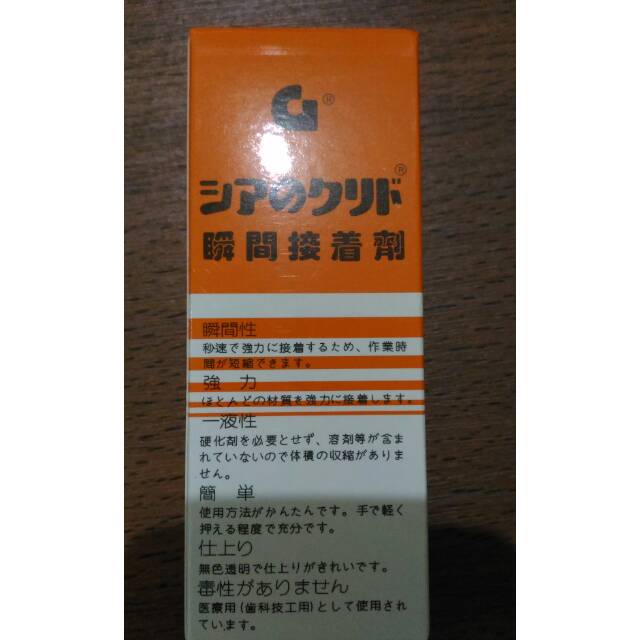 ®
シアノクリド®
瞬間接着剤
瞬間性
秒速で強力に接着するため、作業時
間が短縮できます。
強 力
ほとんどの材質を強力に接着します。
一液性
硬化剤を必要とせず、溶剤等が含ま
れていないので体積の収縮がありま
せん。
簡 単
使用方法がかんたんです。手で軽く
押える程度で充分です。
仕上り
無色透明で仕上りがきれいです。
毒性がありません
医療用(歯科技工用)として使用され
ています。